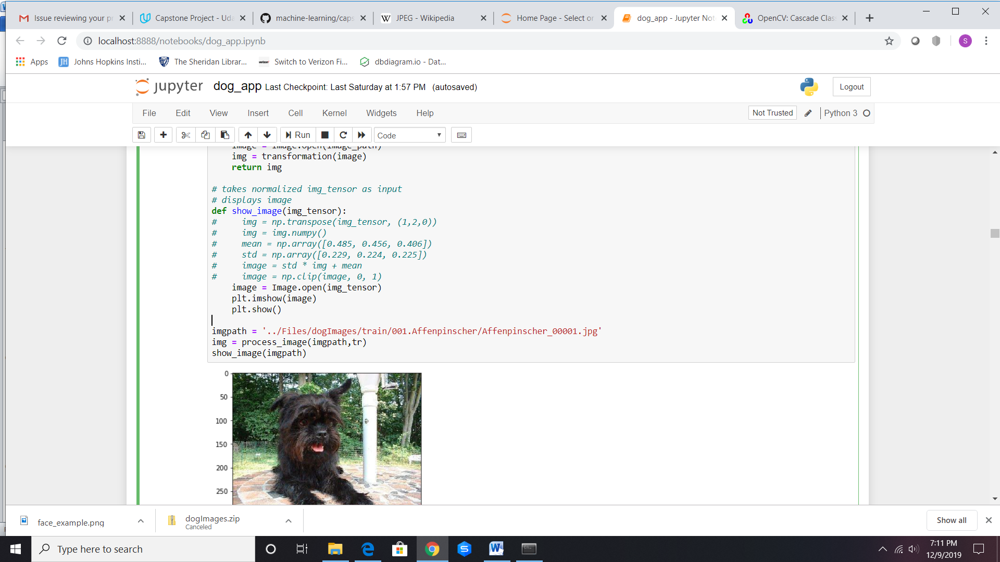 Issue reviewing your pr
Capstone Project - Uda
machine-learning/caps
JPEG - Wikipedia
Home Page - Select or
dog_app - Jupyter Not
OpenCV: Cascade Clas
localhost:8888/notebooks/dog_app.ipynb
S
Apps
Johns Hopkins Insti...
The Sheridan Librar...
Switch to Verizon Fi...
dbdiagram.io - Dat...
jupyter dog_app Last Checkpoint: Last Saturday at 1:57 PM (autosaved)
Logout
File Edit View Insert Cell Kernel Widgets Help
Not Trusted
Python 3
Run
Code
image = Image.open(image_path)
img = transformation(image)
return img
# takes normalized img_tensor as input
# displays image
def show_image(img_tensor):
# img = np.transpose(img_tensor, (1,2,0))
# img = img.numpy()
# mean = np.array([0.485, 0.456, 0.406])
# std = np.array([0.229, 0.224, 0.225])
# image = std * img + mean
# image = np.clip(image, 0, 1)
image = Image.open(img_tensor)
plt.imshow(image)
plt.show()
imgpath = '../Files/dogImages/train/001.Affenpinscher/Affenpinscher_00001.jpg'
img = process_image(imgpath,tr)
show_image(imgpath)
0
50
100
150
200
250
face_example.png
dogImages.zip
Canceled
Show all
Type here to search
7:11 PM
12/9/2019